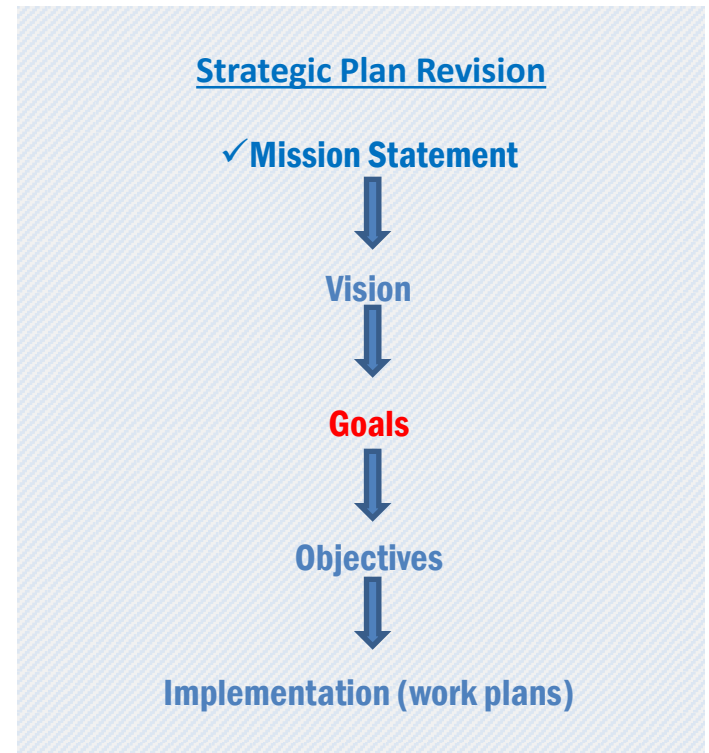 Strategic Plan Revision
✓Mission Statement
Vision
Goals
Objectives
Implementation (work plans)